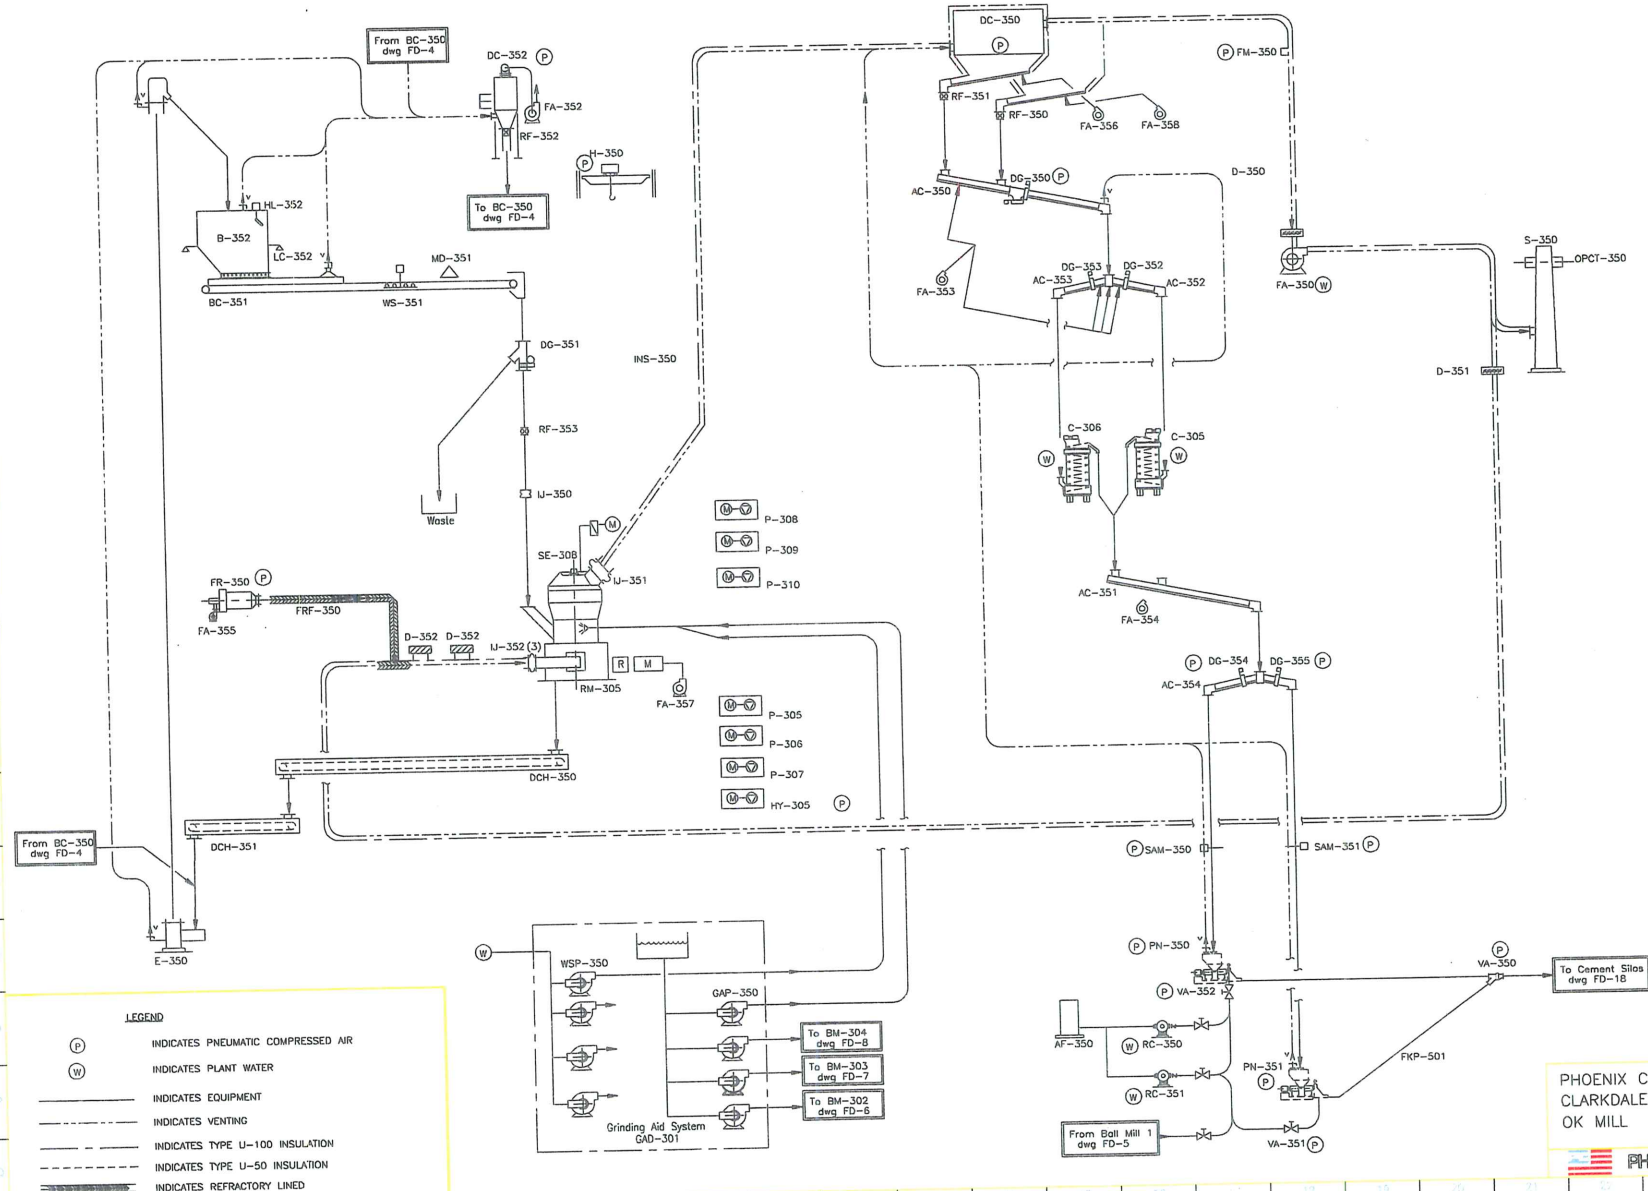 From BC-350
dwg FD-4
DC-352
P
FA-352
RF-352
To BC-350
dwg FD-4
P
H-350
V
HL-352
V
B-352
LC-352
V
BC-351
WS-351
MD-351
DG-351
INS-350
RF-353
IJ-350
Waste
DC-350
P
P
FM-350
RF-351
RF-350
FA-356
FA-358
AC-350
DG-350
P
V
D-350
FA-353
DG-353
DG-352
AC-353
AC-352
FA-350
W
S-350
OPCT-350
D-351
C-306
C-305
W
W
AC-351
FA-354
P
DG-354
DG-355
P
AC-354
M
SE-308
IJ-351
M
P-308
M
P-309
M
P-310
FR-350
P
FRF-350
FA-355
D-352
D-352
IJ-352(3)
R
M
RM-305
FA-357
M
P-305
M
P-306
M
P-307
M
HY-305
P
DCH-350
DCH-351
From BC-350
dwg FD-4
V
E-350
P
SAM-350
SAM-351
P
W
WSP-350
GAP-350
To BM-304
dwg FD-8
To BM-303
dwg FD-7
To BM-302
dwg FD-6
Grinding Aid System
GAD-301
V
P
PN-350
P
VA-352
P
VA-350
To Cement Silos
dwg FD-18
AF-350
W
RC-350
W
RC-351
V
PN-351
P
FKP-501
From Ball Mill 1
dwg FD-5
VA-351
P
LEGEND
P
INDICATES PNEUMATIC COMPRESSED AIR
W
INDICATES PLANT WATER
INDICATES EQUIPMENT
INDICATES VENTING
INDICATES TYPE U-100 INSULATION
INDICATES TYPE U-50 INSULATION
INDICATES REFRACTORY LINED
PHOENIX C
CLARKDALE
OK MILL
PH